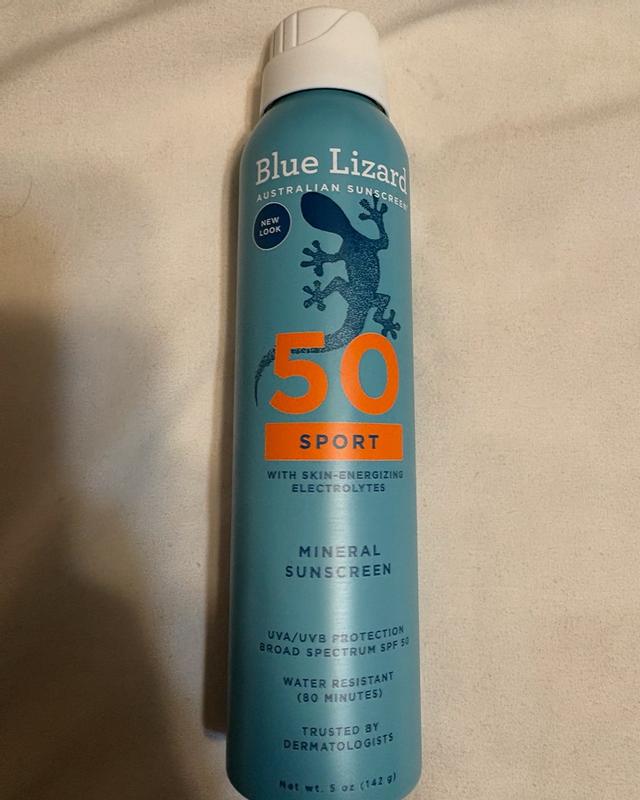 Blue Lizard
AUSTRALIAN SUNSCREEN
NEW
LOOK
50
SPORT
WITH SKIN-ENERGIZING
ELECTROLYTES
MINERAL
SUNSCREEN
UVA/UVB PROTECTION
BROAD SPECTRUM SPF 50
WATER RESISTANT
(80 MINUTES)
TRUSTED BY
DERMATOLOGISTS
Net wt. 5 oz (142 g)